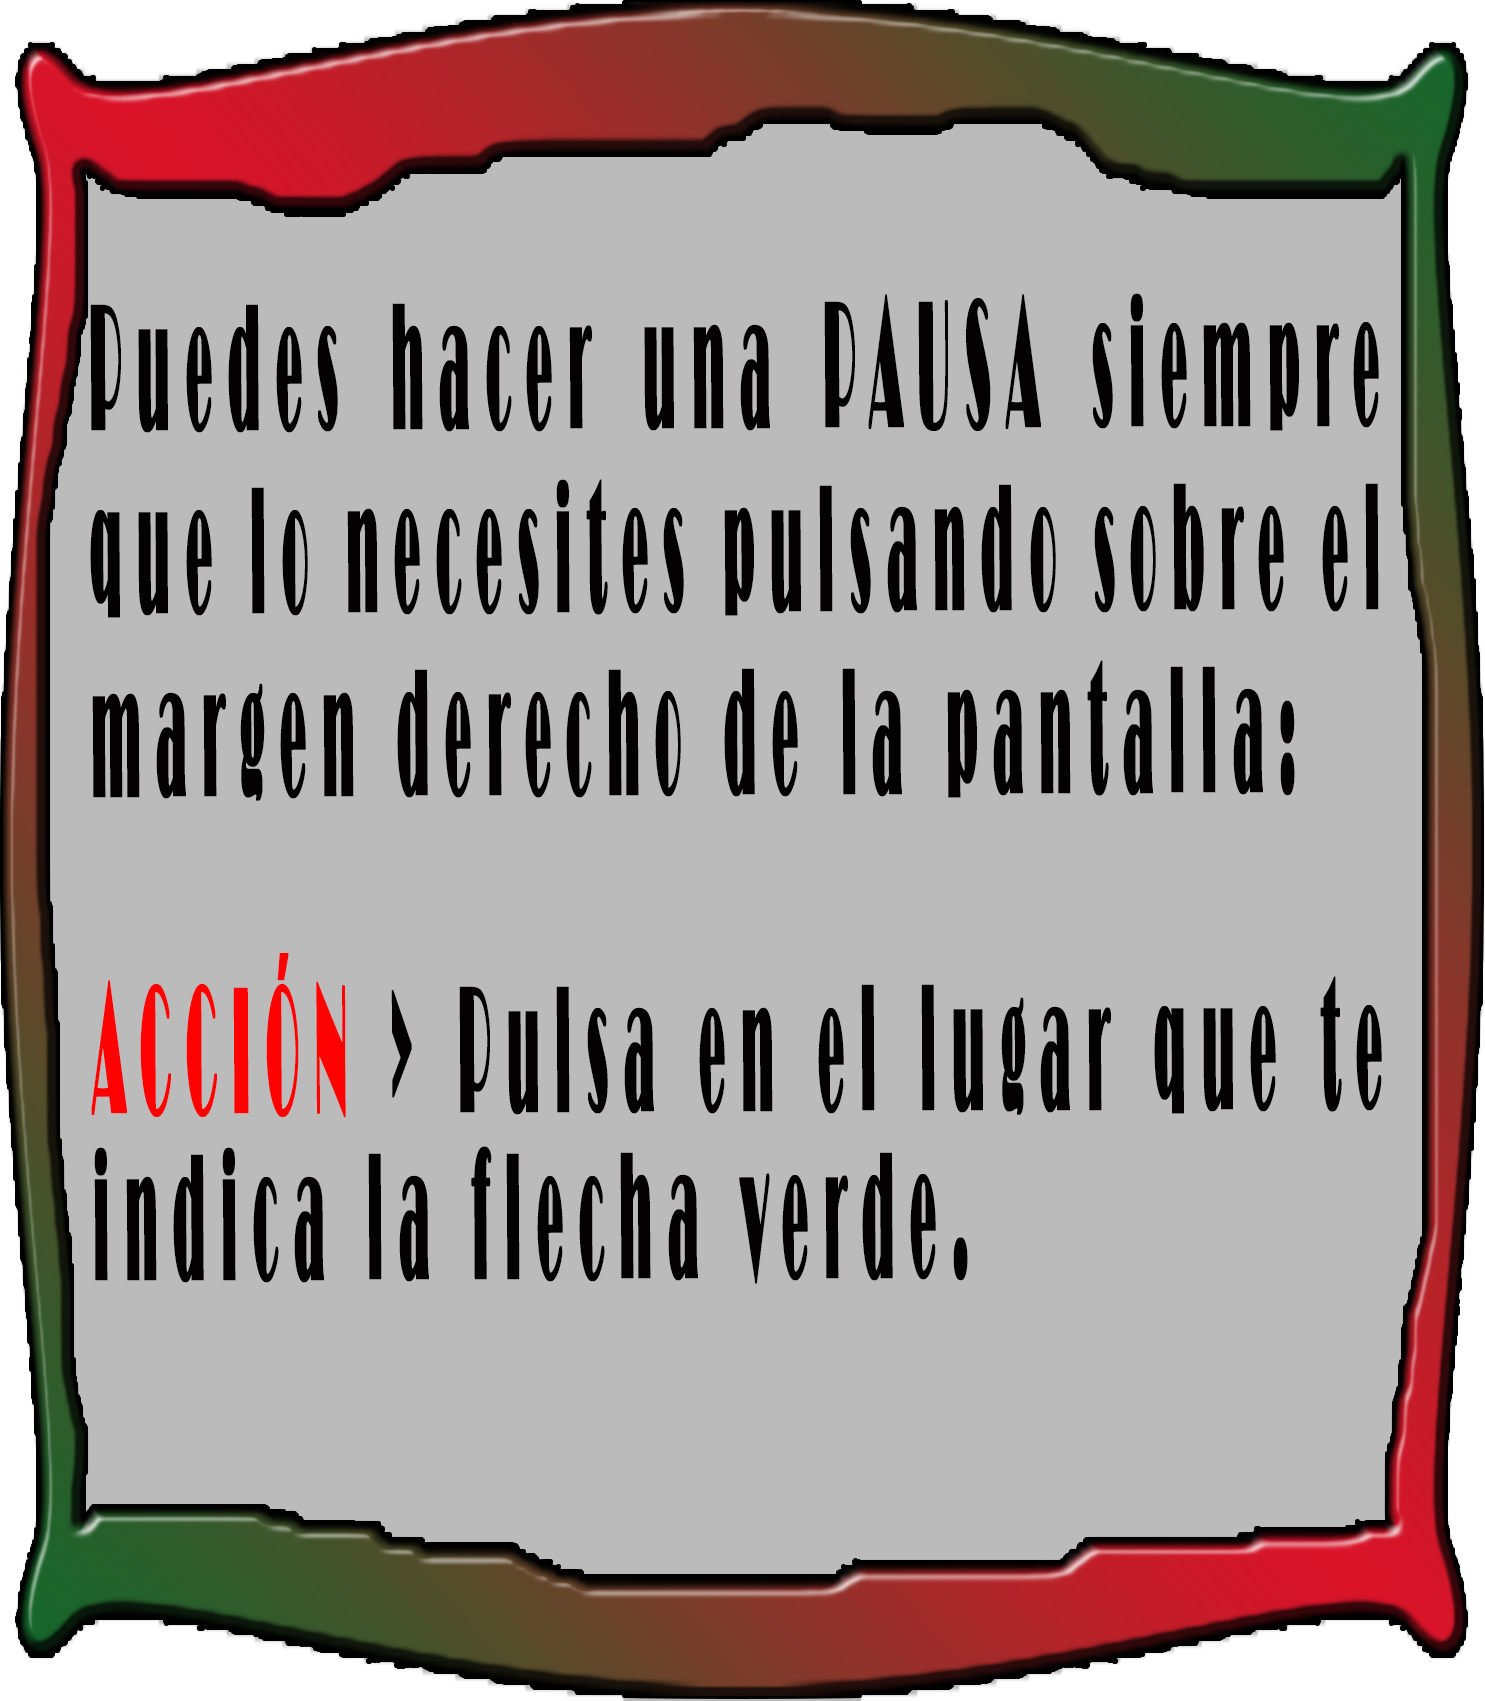 Puedes hacer una PAUSA siempre
que lo necesites pulsando sobre el
margen derecho de la pantalla:
ACCIÓN > Pulsa en el lugar que te
indica la flecha verde.